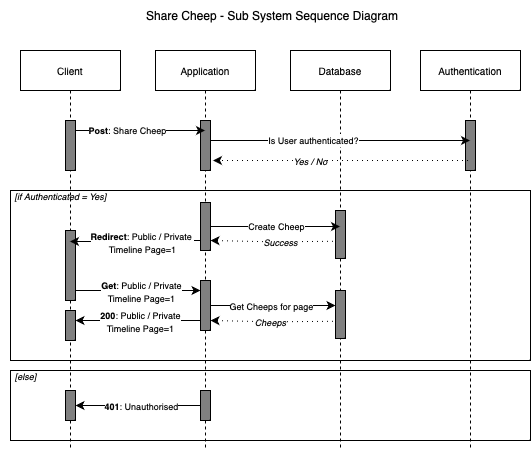 Share Cheep - Sub System Sequence Diagram
Client
Application
Database
Authentication
Post: Share Cheep
Is User authenticated?
Yes / No
[if Authenticated = Yes]
Create Cheep
Redirect: Public / Private
Timeline Page=1
Success
Get: Public / Private
Timeline Page=1
Get Cheeps for page
200: Public / Private
Timeline Page=1
Cheeps
[else]
401: Unauthorised